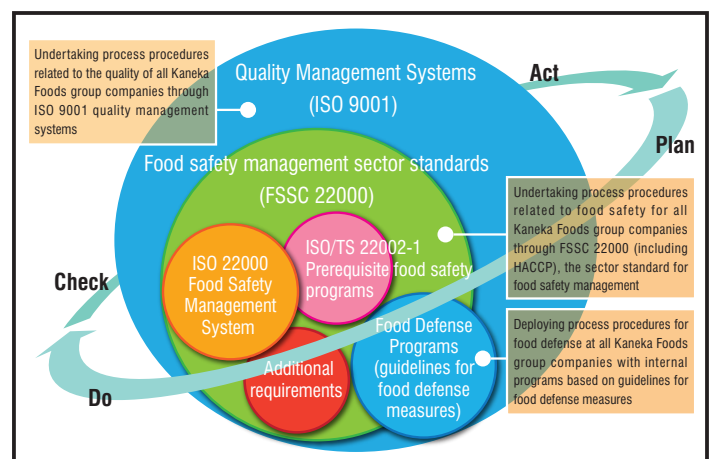 Undertaking process procedures
related to the quality of all Kaneka
Foods group companies through
ISO 9001 quality management
systems
Quality Management Systems
(ISO 9001)
Act
Plan
Food safety management sector standards
(FSSC 22000)
Undertaking process procedures
related to food safety for all
Kaneka Foods group companies
through FSSC 22000 (including
HACCP), the sector standard for
food safety management
ISO/TS 22002-1
Prerequisite food safety
programs
ISO 22000
Food Safety
Management
System
Check
Food Defense
Programs
(guidelines for
food defense
measures)
Deploying process procedures for
food defense at all Kaneka Foods
group companies with internal
programs based on guidelines for
food defense measures
Additional
requirements
Do